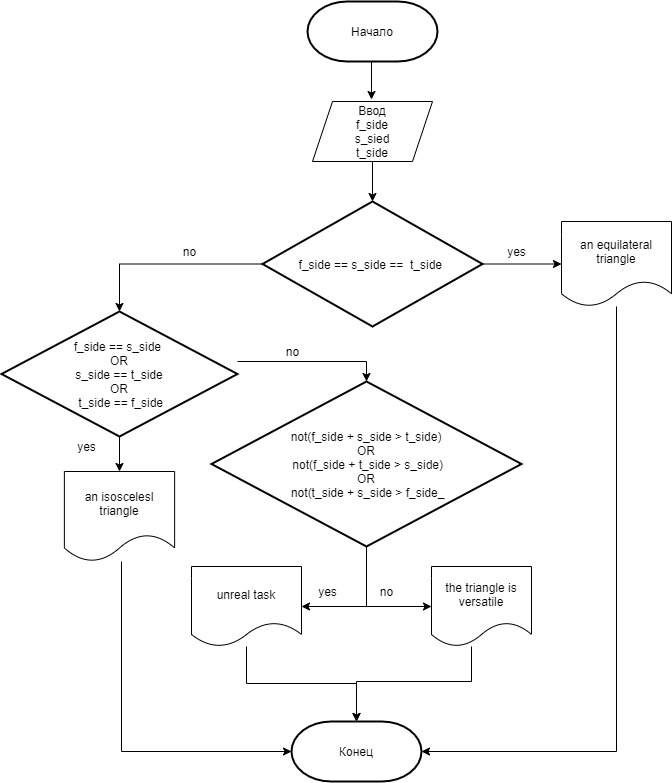 Начало
Ввод
f_side
s_sied
t_side
f_side == s_side == t_side
no
yes
an equilateral
triangle
f_side == s_side
OR
s_side == t_side
OR
t_side == f_side
no
yes
not(f_side + s_side > t_side)
OR
not(f_side + t_side > s_side)
OR
not(t_side + s_side > f_side_
an isoscelesl
triangle
unreal task
yes
no
the triangle is
versatile
Конец